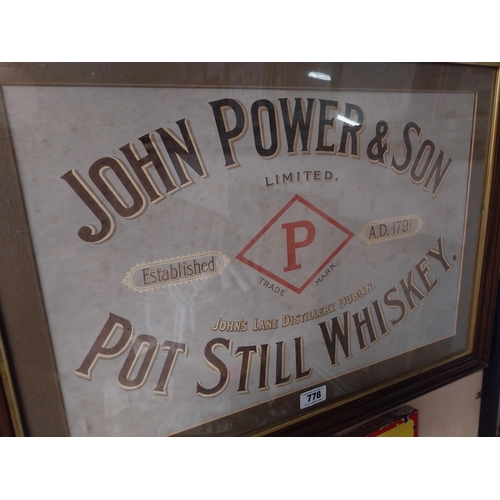 JOHN POWER & SON
LIMITED.
Established
P
A.D. 1791.
TRADE MARK.
JOHN'S LANE DISTILLERY DUBLIN.
POT STILL WHISKEY.
778